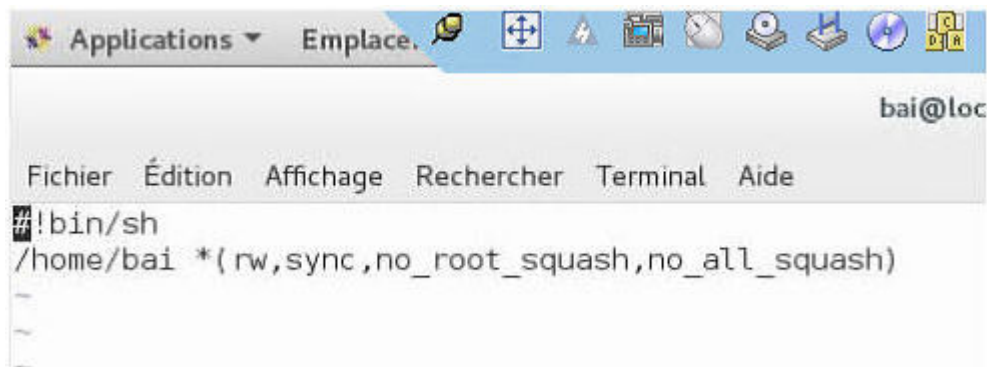 Applications Emplace
bai@loc
Fichier Édition Affichage Rechercher Terminal Aide
#!bin/sh
/home/bai *(rw,sync,no_root_squash,no_all_squash)
~
~
~